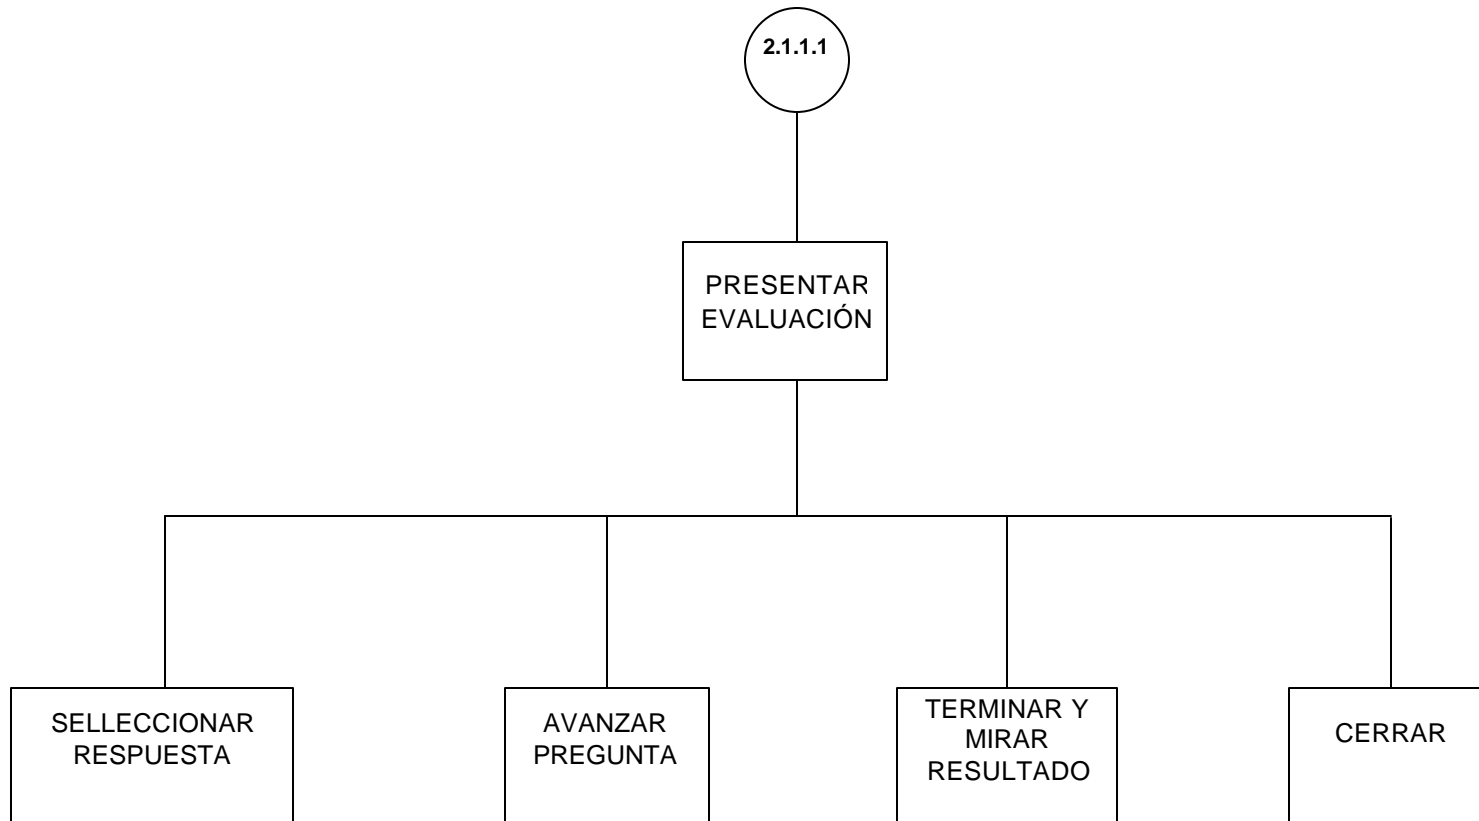 2.1.1.1
PRESENTAR
EVALUACIÓN
SELLECCIONAR
RESPUESTA
AVANZAR
PREGUNTA
TERMINAR Y
MIRAR
RESULTADO
CERRAR